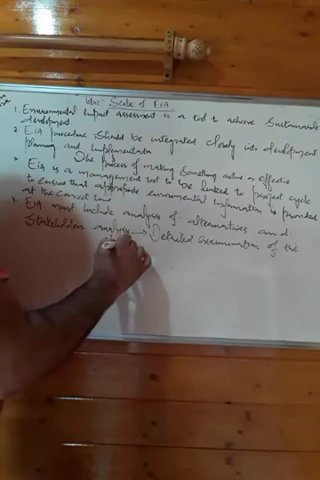 Topic: Scope of EIA
1. Environmental Impact assessment is a tool to achieve Sustainable
development
2. EIA procedure should be integrated closely into development
planning and implementation
The process of making something active or effective
3. EIA is a management tool to be linked to project cycle
to ensure that appropriate environmental information is provided
at the correct time
4. EIA must include analysis of alternatives and
Stakeholders analysis → Detailed examination of the